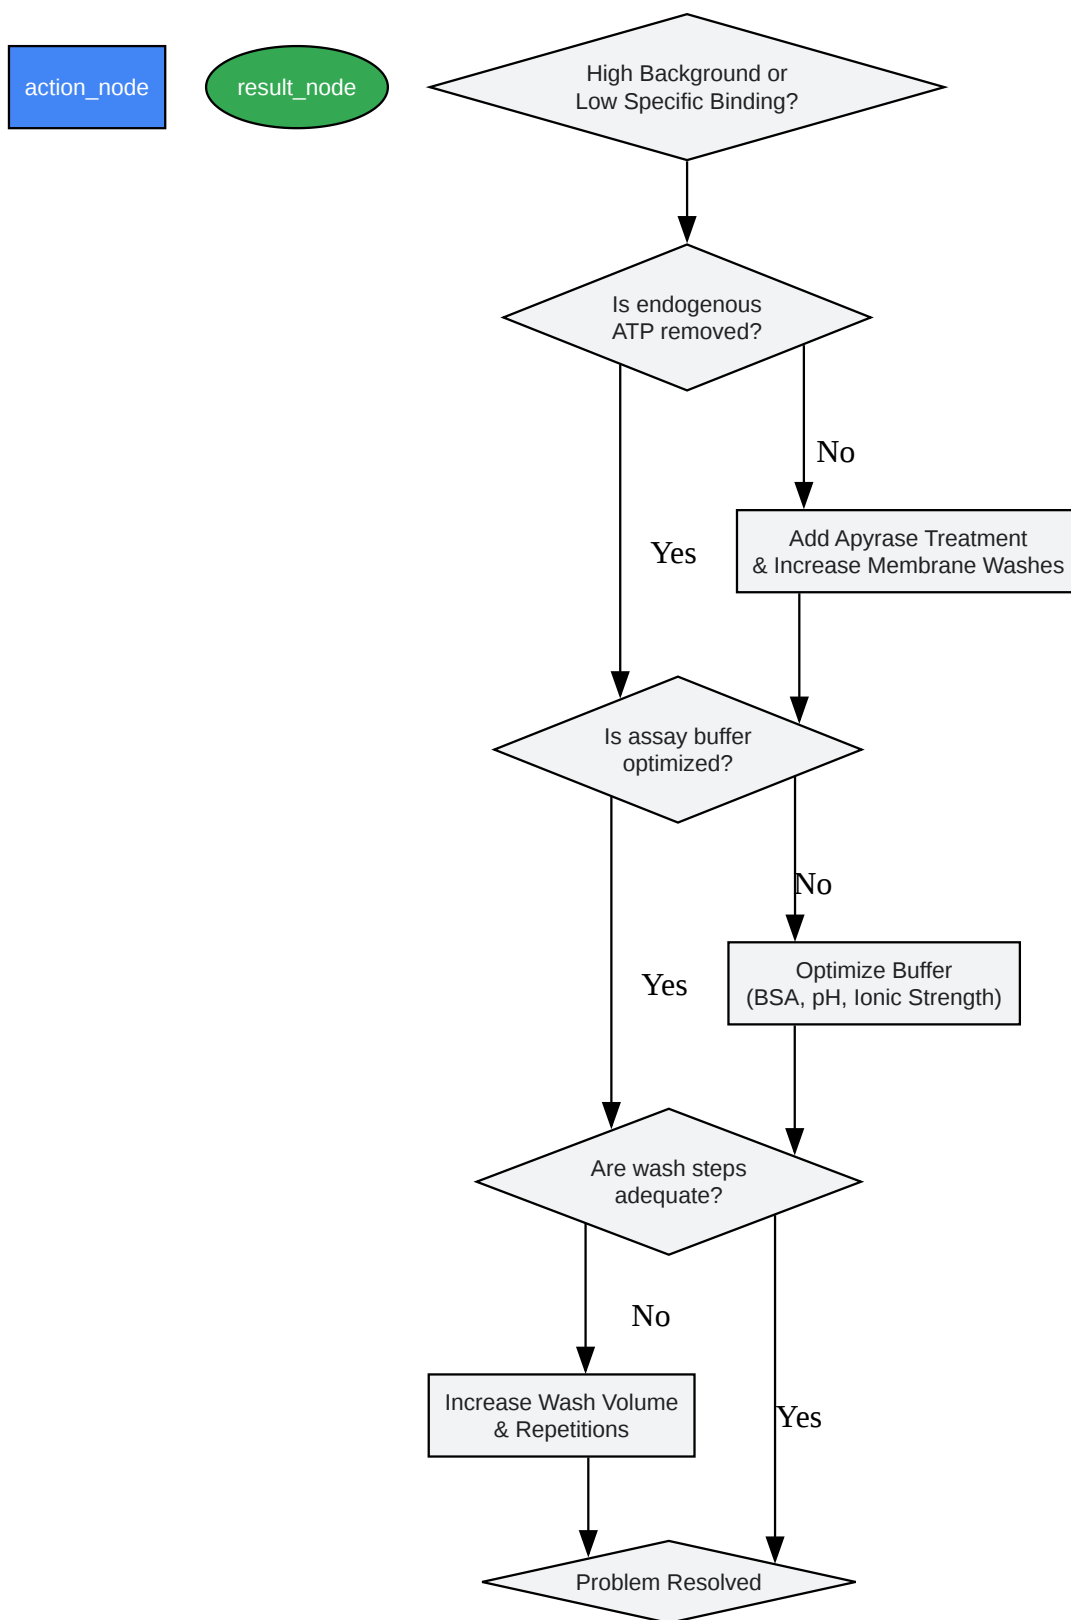 action_node
result_node
High Background or
Low Specific Binding?
Is endogenous
ATP removed?
No
Add Apyrase Treatment
& Increase Membrane Washes
Yes
Is assay buffer
optimized?
No
Optimize Buffer
(BSA, pH, Ionic Strength)
Yes
Are wash steps
adequate?
No
Increase Wash Volume
& Repetitions
Yes
Problem Resolved